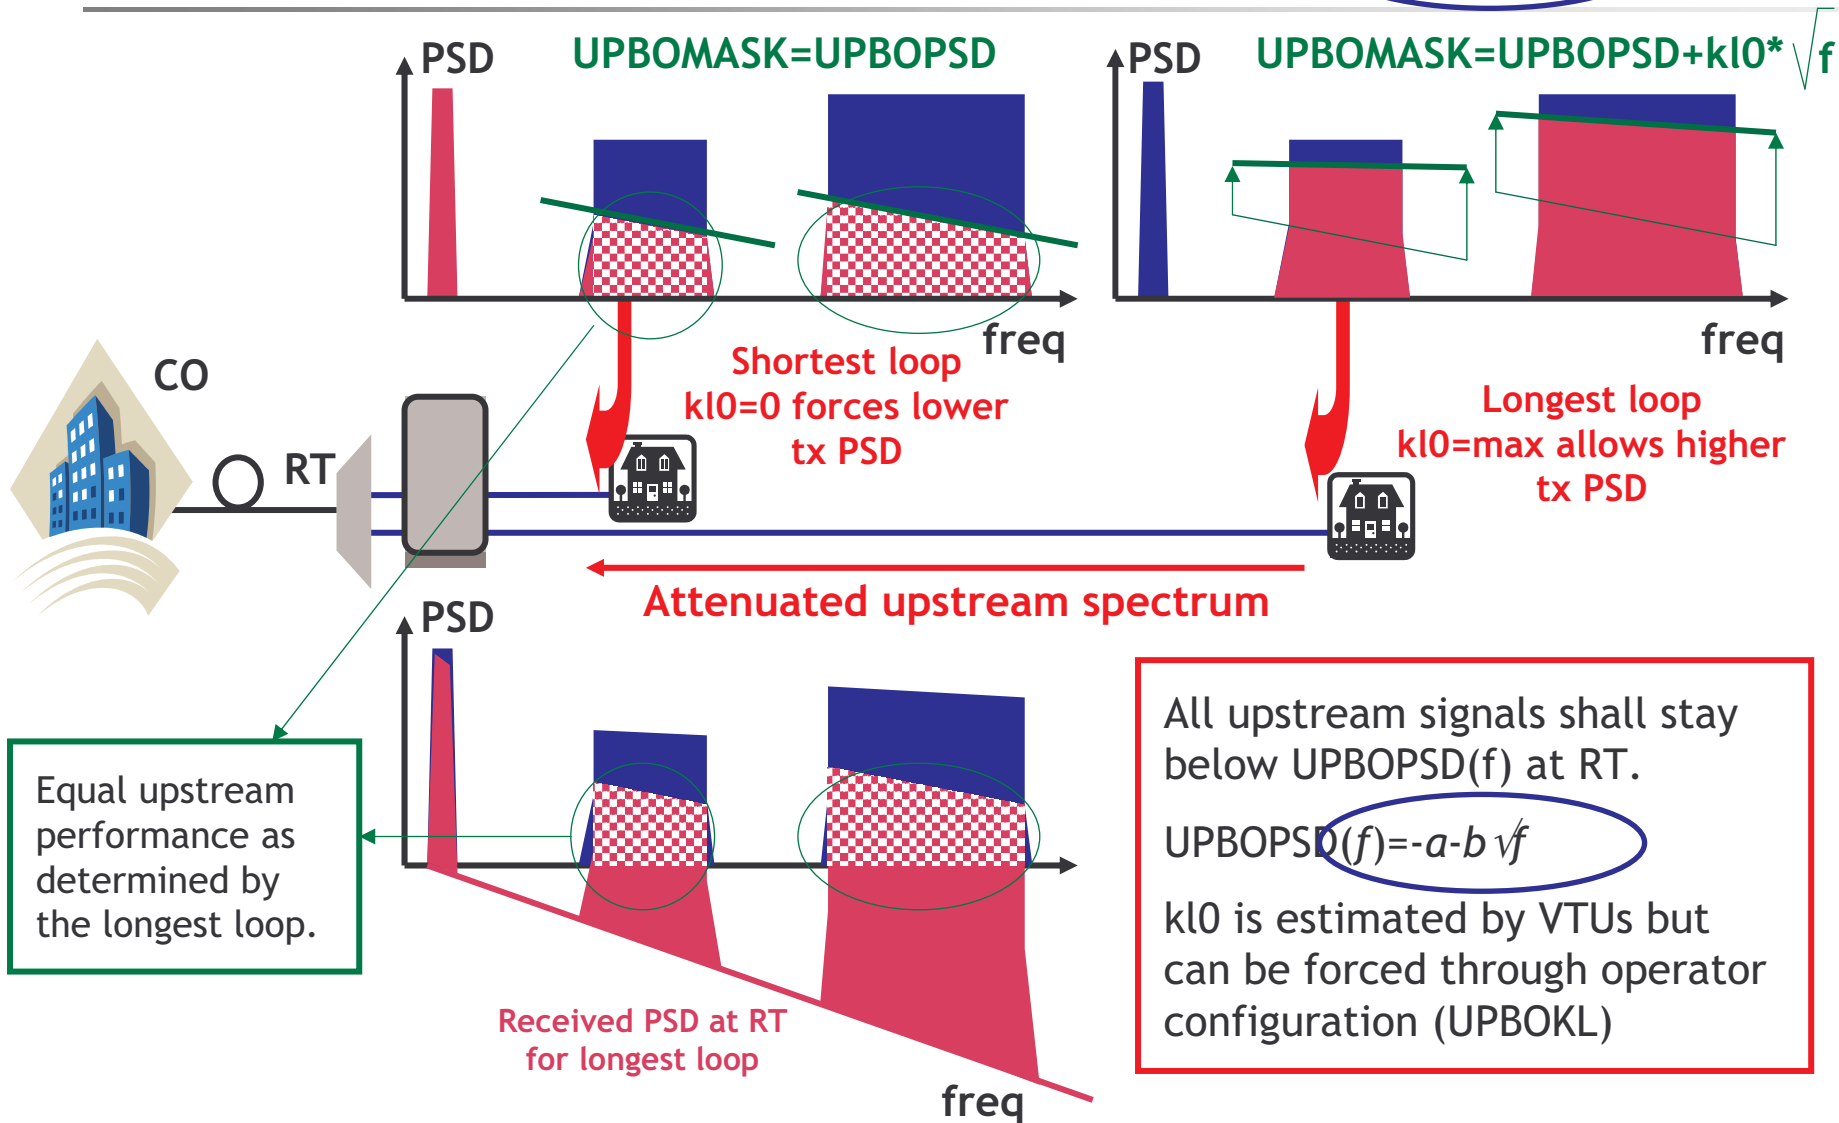 PSD
UPBOMASK=UPBOPSD
PSD
UPBOMASK=UPBOPSD+kl0* √f
freq
freq
CO
RT
Shortest loop
kl0=0 forces lower
tx PSD
Longest loop
kl0=max allows higher
tx PSD
Attenuated upstream spectrum
PSD
Equal upstream
performance as
determined by
the longest loop.
Received PSD at RT
for longest loop
freq
All upstream signals shall stay
below UPBOPSD(f) at RT.
UPBOPSD(f)=-a-b √f
kl0 is estimated by VTUs but
can be forced through operator
configuration (UPBOKL)